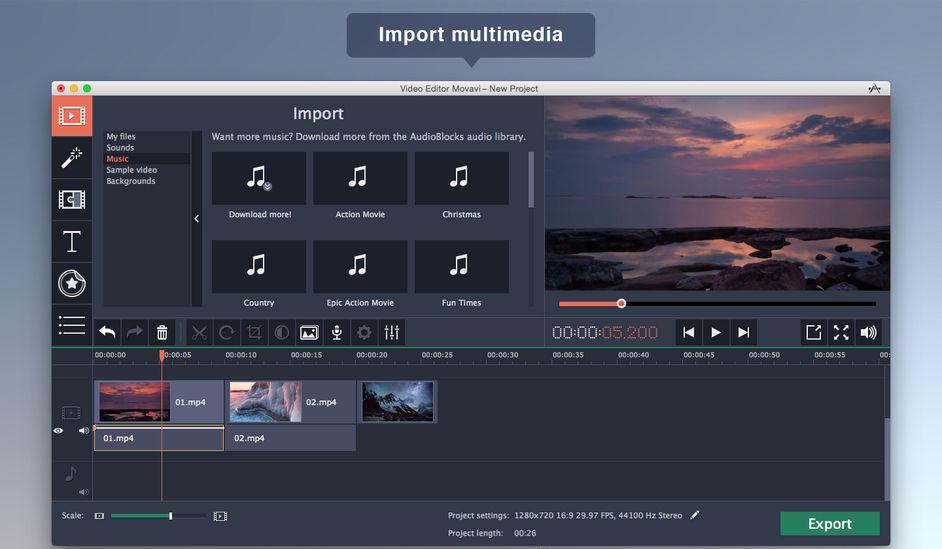 Import multimedia
Video Editor Movavi – New Project
Import
My files
Sounds
Music
Sample video
Backgrounds
Want more music? Download more from the AudioBlocks audio library.
Download more!
Action Movie
Christmas
Country
Epic Action Movie
Fun Times
T
00:00:05.200
00:00:00
00:00:05
00:00:10
00:00:15
00:00:20
00:00:25
00:00:30
00:00:35
00:00:40
00:00:45
00:00:50
00:00:55
00:
01.mp4
02.mp4
01.mp4
02.mp4
Scale:
Project settings: 1280x720 16:9 29.97 FPS, 44100 Hz Stereo
Project length: 00:26
Export